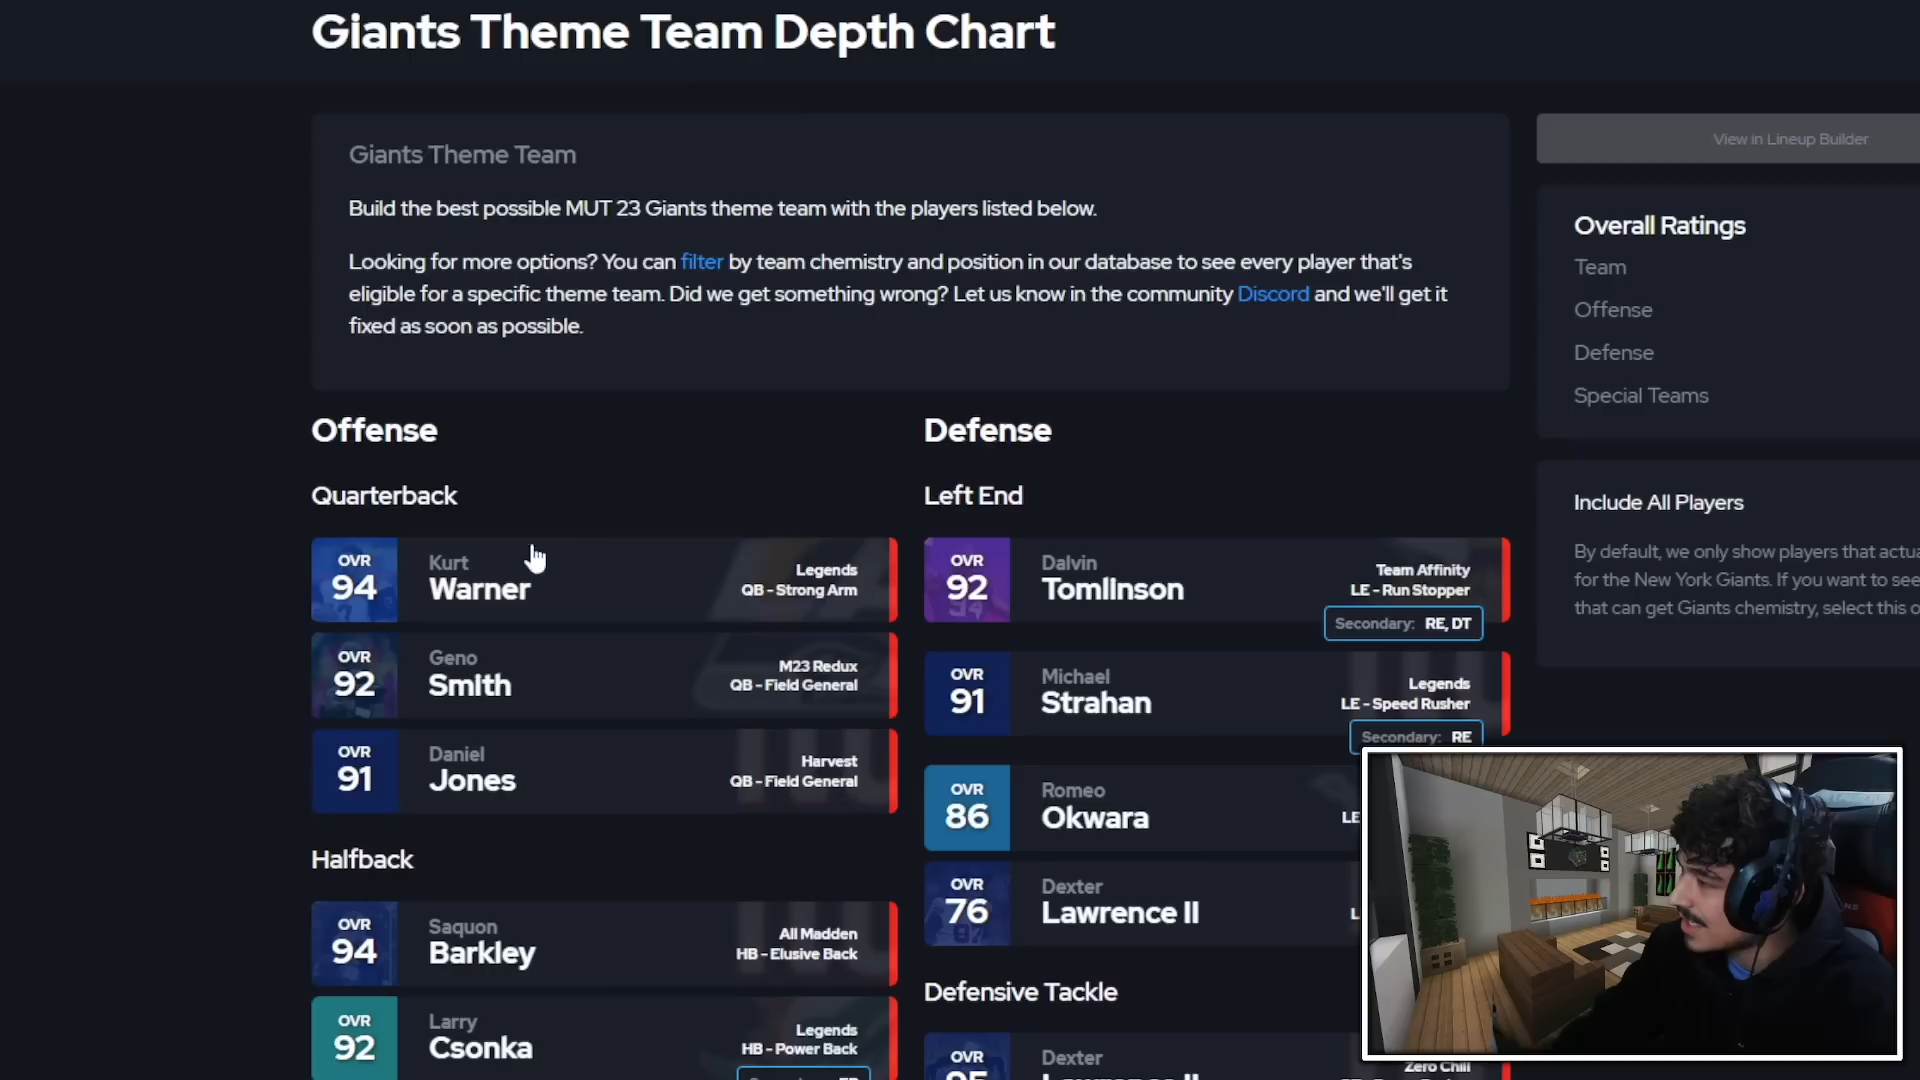 Giants Theme Team Depth Chart
Giants Theme Team
Build the best possible MUT 23 Giants theme team with the players listed below.
Looking for more options? You can filter by team chemistry and position in our database to see every player that's
eligible for a specific theme team. Did we get something wrong? Let us know in the community Discord and we'll get it
fixed as soon as possible.
View in Lineup Builder
Overall Ratings
Team
Offense
Defense
Special Teams
Include All Players
By default, we only show players that
for the New York Giants. If you want to see
that can get Giants chemistry, select this
Offense
Quarterback
OVR
94
Kurt
Warner
Legends
QB - Strong Arm
OVR
92
Geno
Smith
M23 Redux
QB - Field General
OVR
91
Daniel
Jones
Harvest
QB - Field General
Halfback
OVR
94
Saquon
Barkley
All Madden
HB - Elusive Back
OVR
92
Larry
Csonka
Legends
HB - Power Back
Defense
Left End
OVR
92
Dalvin
Tomlinson
Team Affinity
LE - Run Stopper
Secondary: RE, DT
OVR
91
Michael
Strahan
Legends
LE - Speed Rusher
Secondary: RE
OVR
86
Romeo
Okwara
LE
OVR
76
Dexter
Lawrence II
Defensive Tackle
OVR
95
Dexter
Lawrence II
Zero Chill